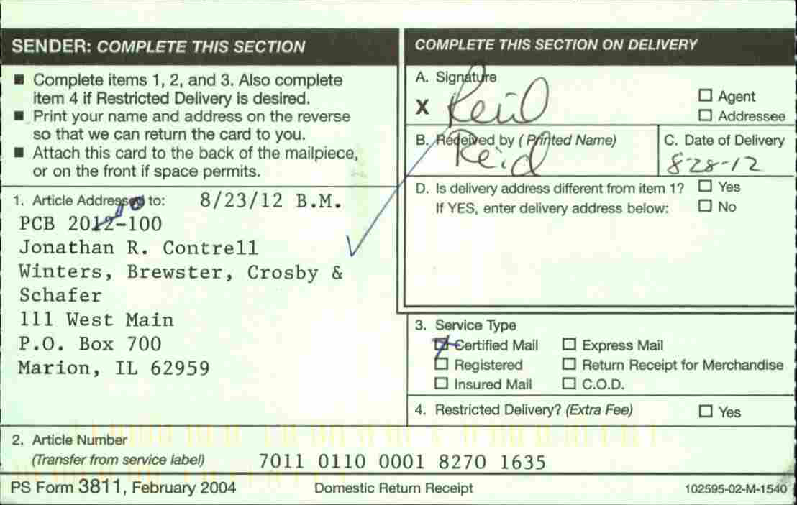 SENDER: COMPLETE THIS SECTION
■ Complete items 1, 2, and 3. Also complete
item 4 if Restricted Delivery is desired.
■ Print your name and address on the reverse
so that we can return the card to you.
■ Attach this card to the back of the mailpiece,
or on the front if space permits.
1. Article Addressed to: 8/23/12 B.M.
PCB 2012-100
Jonathan R. Contrell
Winters, Brewster, Crosby &
Schafer
111 West Main
P.O. Box 700
Marion, IL 62959
2. Article Number
(Transfer from service label) 7011 0110 0001 8270 1635
COMPLETE THIS SECTION ON DELIVERY
A. Signature
X Reid
☐ Agent
☐ Addressee
B. Received by (Printed Name)
Reid
C. Date of Delivery
8-28-12
D. Is delivery address different from item 1? ☐ Yes
If YES, enter delivery address below: ☐ No
3. Service Type
☑ Certified Mail ☐ Express Mail
☐ Registered ☐ Return Receipt for Merchandise
☐ Insured Mail ☐ C.O.D.
4. Restricted Delivery? (Extra Fee) ☐ Yes
PS Form 3811, February 2004 Domestic Return Receipt 102595-02-M-1540